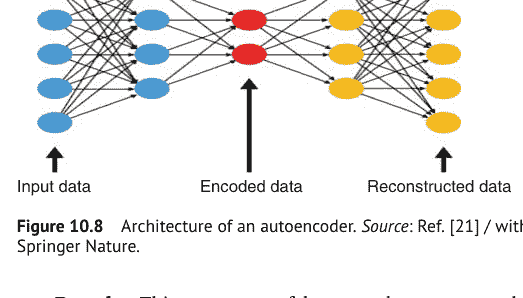 Input data
Encoded data
Reconstructed data
Figure 10.8 Architecture of an autoencoder. Source: Ref. [21] / with
Springer Nature.